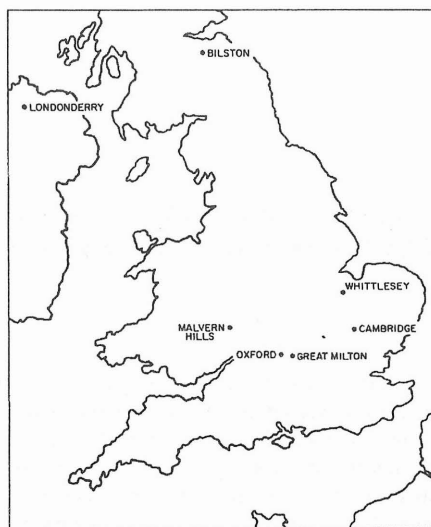 BILSTON
LONDONDERRY
WHITTLESEY
MALVERN
HILLS
CAMBRIDGE
OXFORD
GREAT MILTON